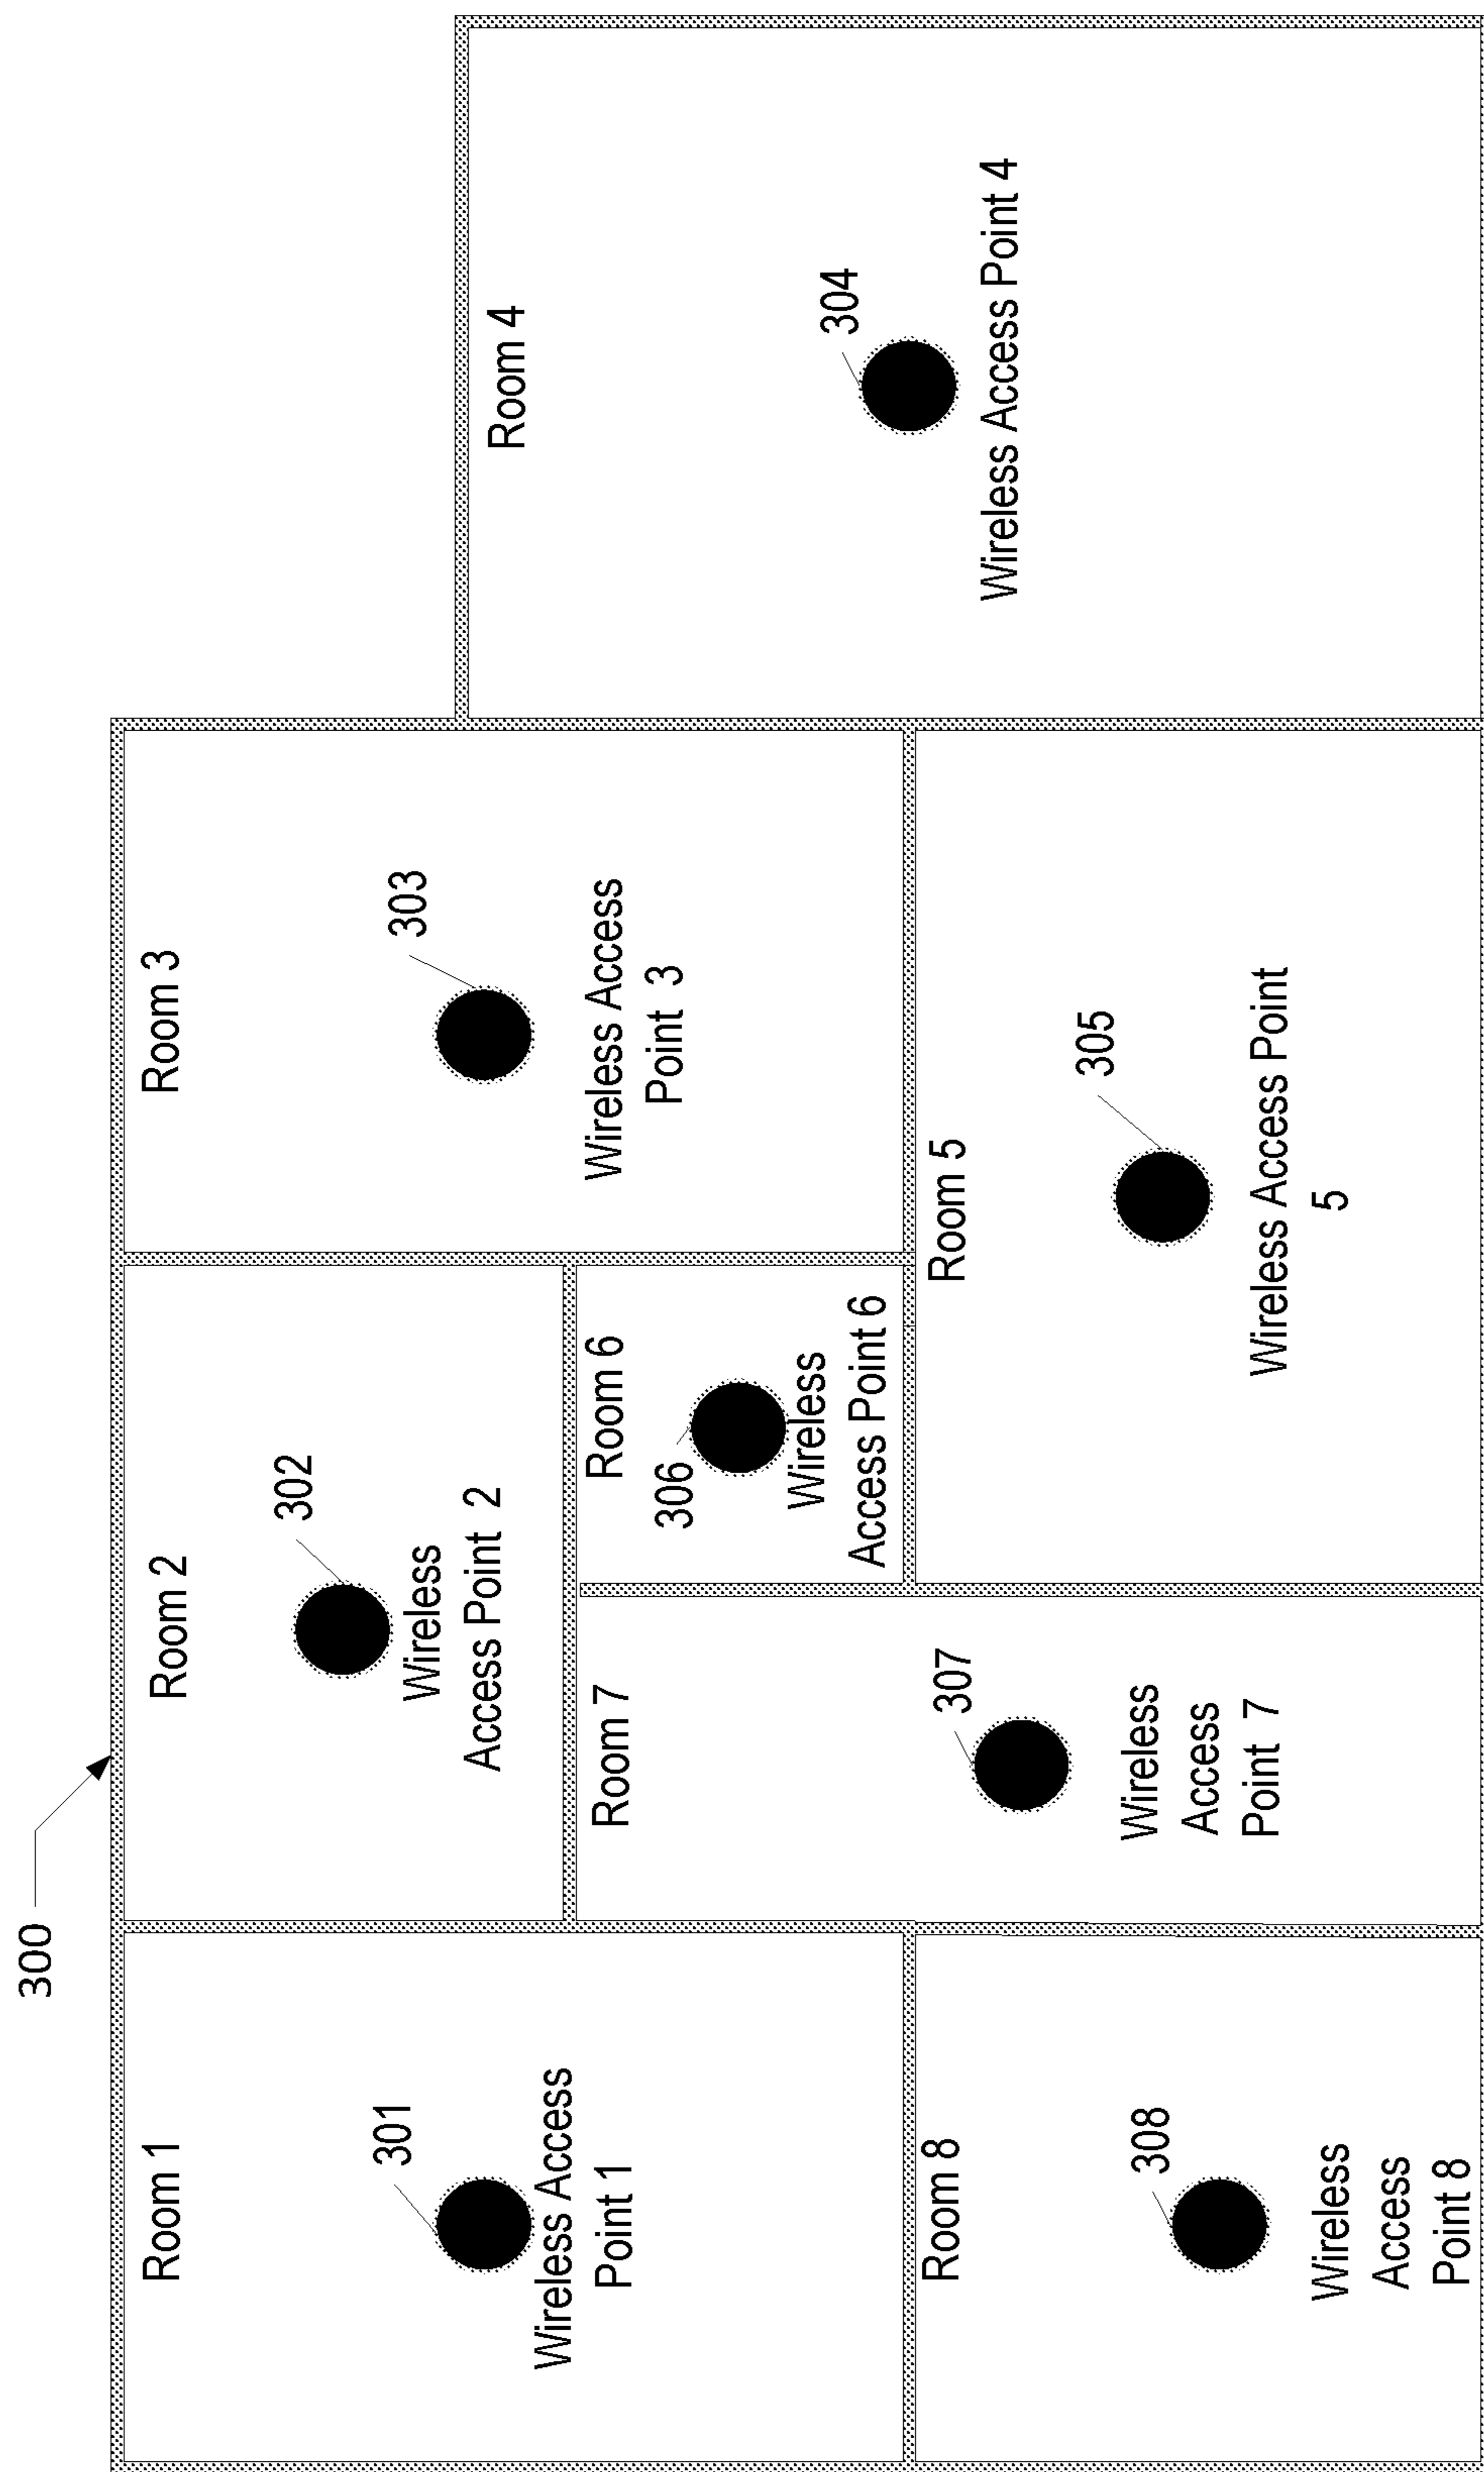 300
Room 1
301
Wireless Access
Point 1
Room 2
302
Wireless
Access Point 2
Room 3
303
Wireless Access
Point 3
Room 4
304
Wireless Access Point 4
Room 8
308
Wireless
Access
Point 8
Room 7
307
Wireless
Access
Point 7
Room 6
306
Wireless
Access Point 6
Room 5
305
Wireless Access Point
5